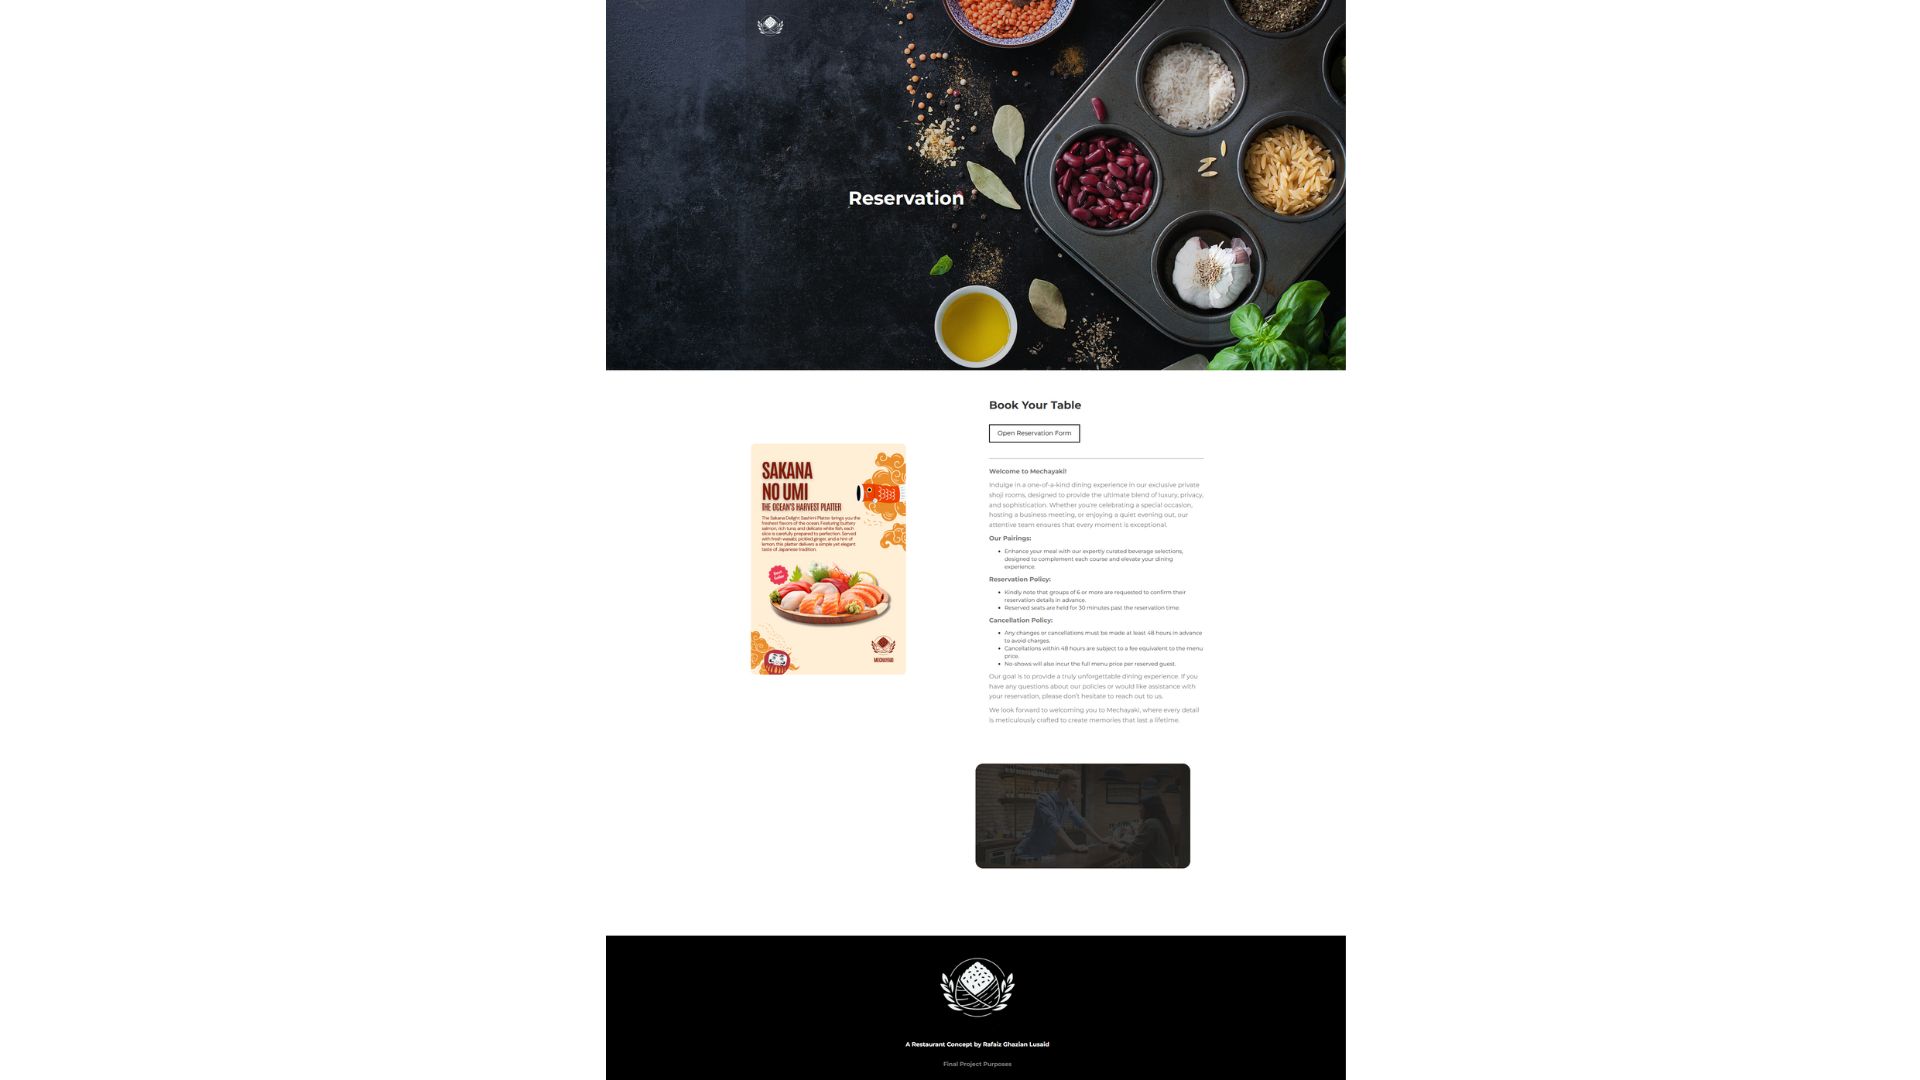 Reservation
Book Your Table
Open Reservation Form
SAKANA
NO UMI
THE OCEAN'S HARVEST PLATTER
The Sakana Delight Sashimi Platter brings you the
freshest flavors of the ocean. Featuring buttery
salmon, rich tuna, and delicate white fish, each
slice is carefully prepared to perfection. Served
with fresh wasabi, pickled ginger, and a hint of
lemon, this platter delivers a simple yet elegant
taste of Japanese tradition.
Best
Seller
MECHAYAKI
Welcome to Mechayaki!
Indulge in a one-of-a-kind dining experience in our exclusive private
shoji rooms, designed to provide the ultimate blend of luxury, privacy,
and sophistication. Whether you're celebrating a special occasion,
hosting a business meeting, or enjoying a quiet evening out, our
attentive team ensures that every moment is exceptional.
Our Pairings:
Enhance your meal with our expertly curated beverage selections,
designed to complement each course and elevate your dining
experience.
Reservation Policy:
Kindly note that groups of 6 or more are requested to confirm their
reservation details in advance.
Reserved seats are held for 30 minutes past the reservation time.
Cancellation Policy:
Any changes or cancellations must be made at least 48 hours in advance
to avoid charges.
Cancellations within 48 hours are subject to a fee equivalent to the menu
price.
No-shows will also incur the full menu price per reserved guest.
Our goal is to provide a truly unforgettable dining experience. If you
have any questions about our policies or would like assistance with
your reservation, please don't hesitate to reach out to us.
We look forward to welcoming you to Mechayaki, where every detail
is meticulously crafted to create memories that last a lifetime.
A Restaurant Concept by Rafaiz Ghazian Lusaid
Final Project Purposes